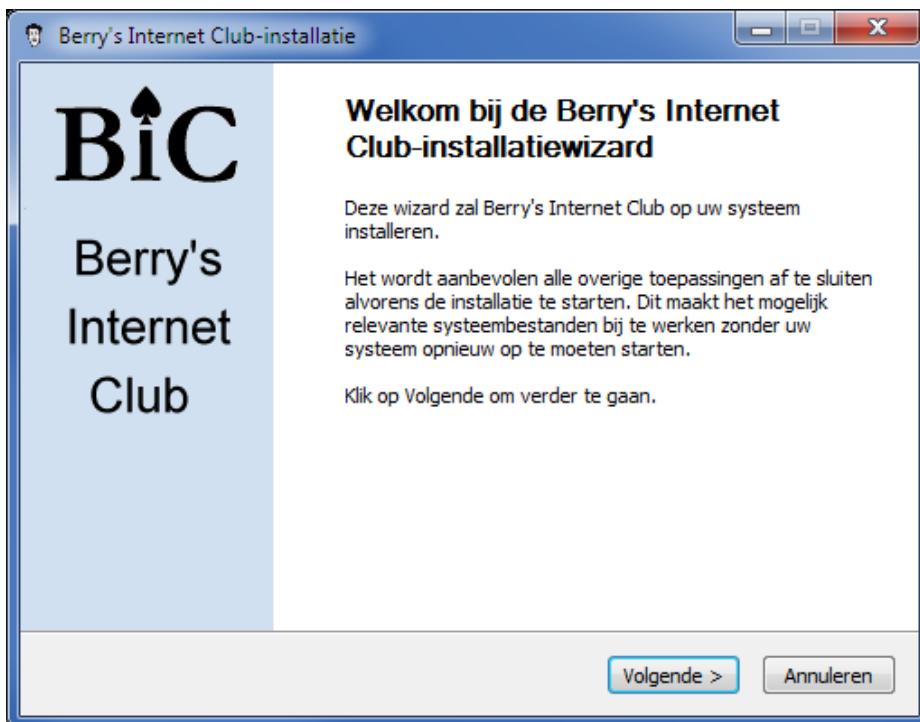 Berry's Internet Club-installatie
BiC
Berry's
Internet
Club
Welkom bij de Berry's Internet
Club-installatiewizard
Deze wizard zal Berry's Internet Club op uw systeem
installeren.
Het wordt aanbevolen alle overige toepassingen af te sluiten
alvorens de installatie te starten. Dit maakt het mogelijk
relevante systeembestanden bij te werken zonder uw
systeem opnieuw op te moeten starten.
Klik op Volgende om verder te gaan.
Volgende >
Annuleren